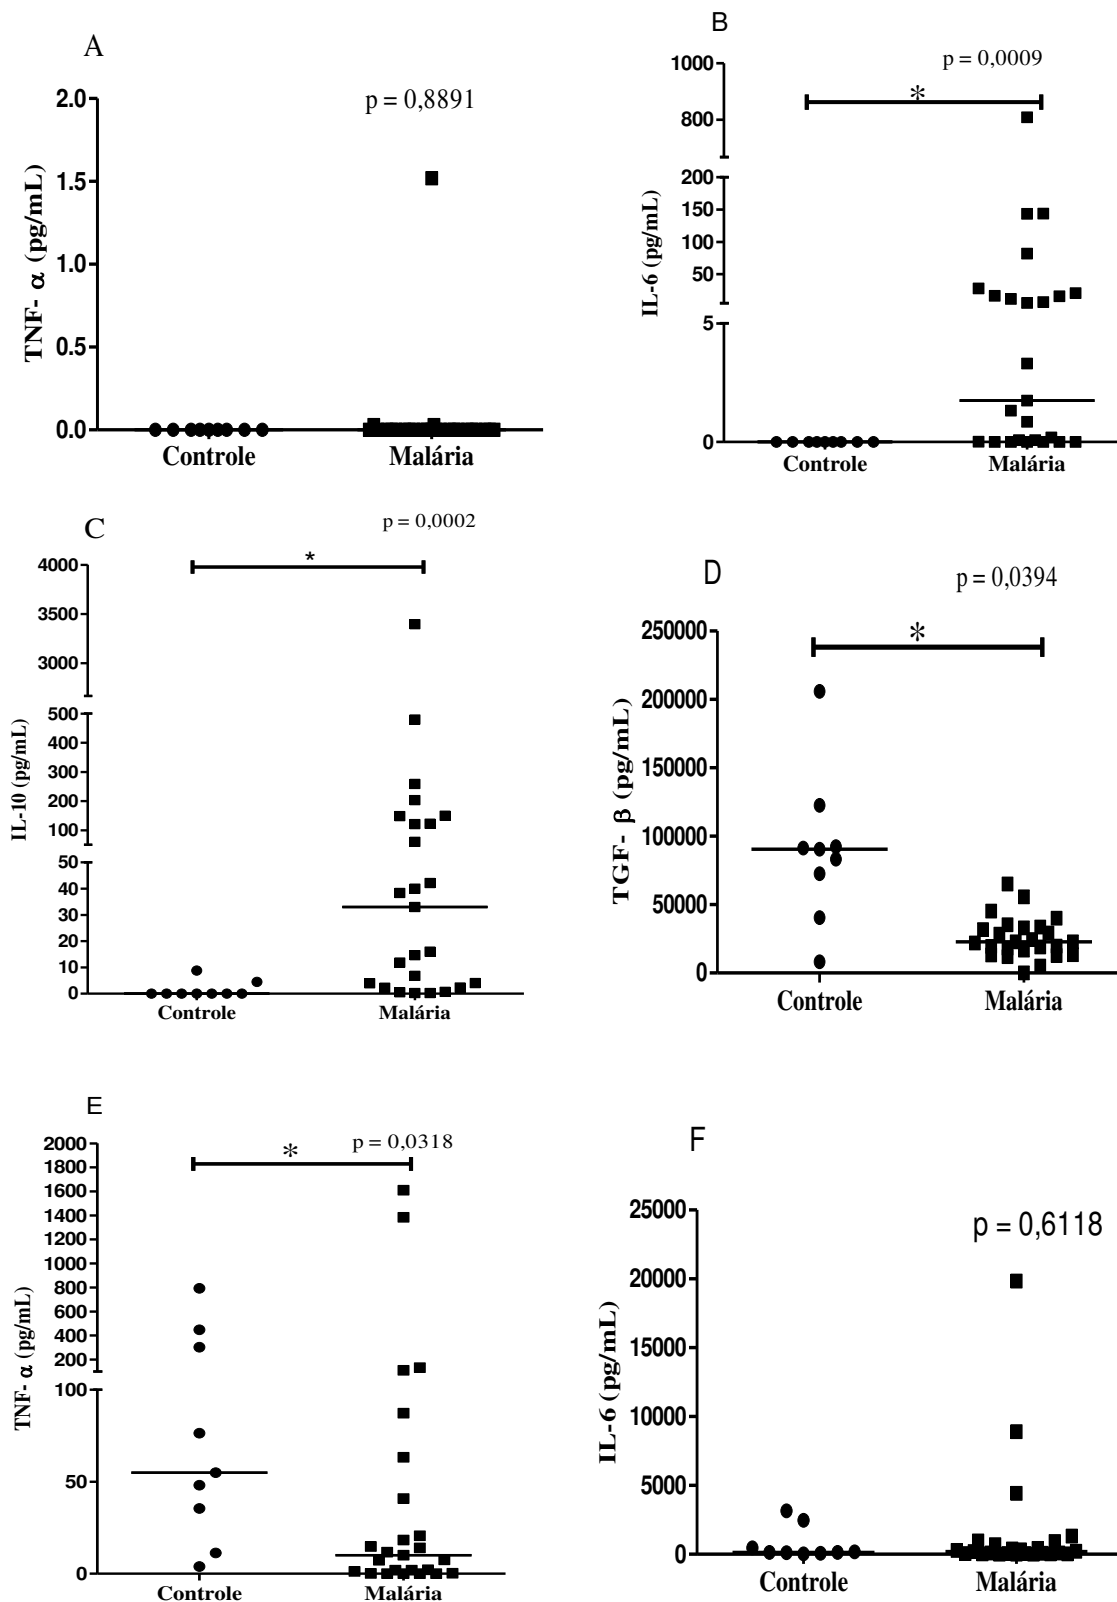 A
p = 0,8891
TNF- α (pg/mL)
2.0
1.5
1.0
0.5
0.0
Controle
Malária
B
p = 0,0009
*
IL-6 (pg/mL)
1000
800
200
150
100
50
5
0
Controle
Malária
C
p = 0,0002
*
IL-10 (pg/mL)
4000
3500
3000
500
400
300
200
100
50
40
30
20
10
0
Controle
Malária
D
p = 0,0394
*
TGF- β (pg/mL)
250000
200000
150000
100000
50000
0
Controle
Malária
E
p = 0,0318
*
TNF- α (pg/mL)
2000
1800
1600
1400
1200
1000
800
600
400
200
100
50
0
Controle
Malária
F
p = 0,6118
IL-6 (pg/mL)
25000
20000
15000
10000
5000
0
Controle
Malária